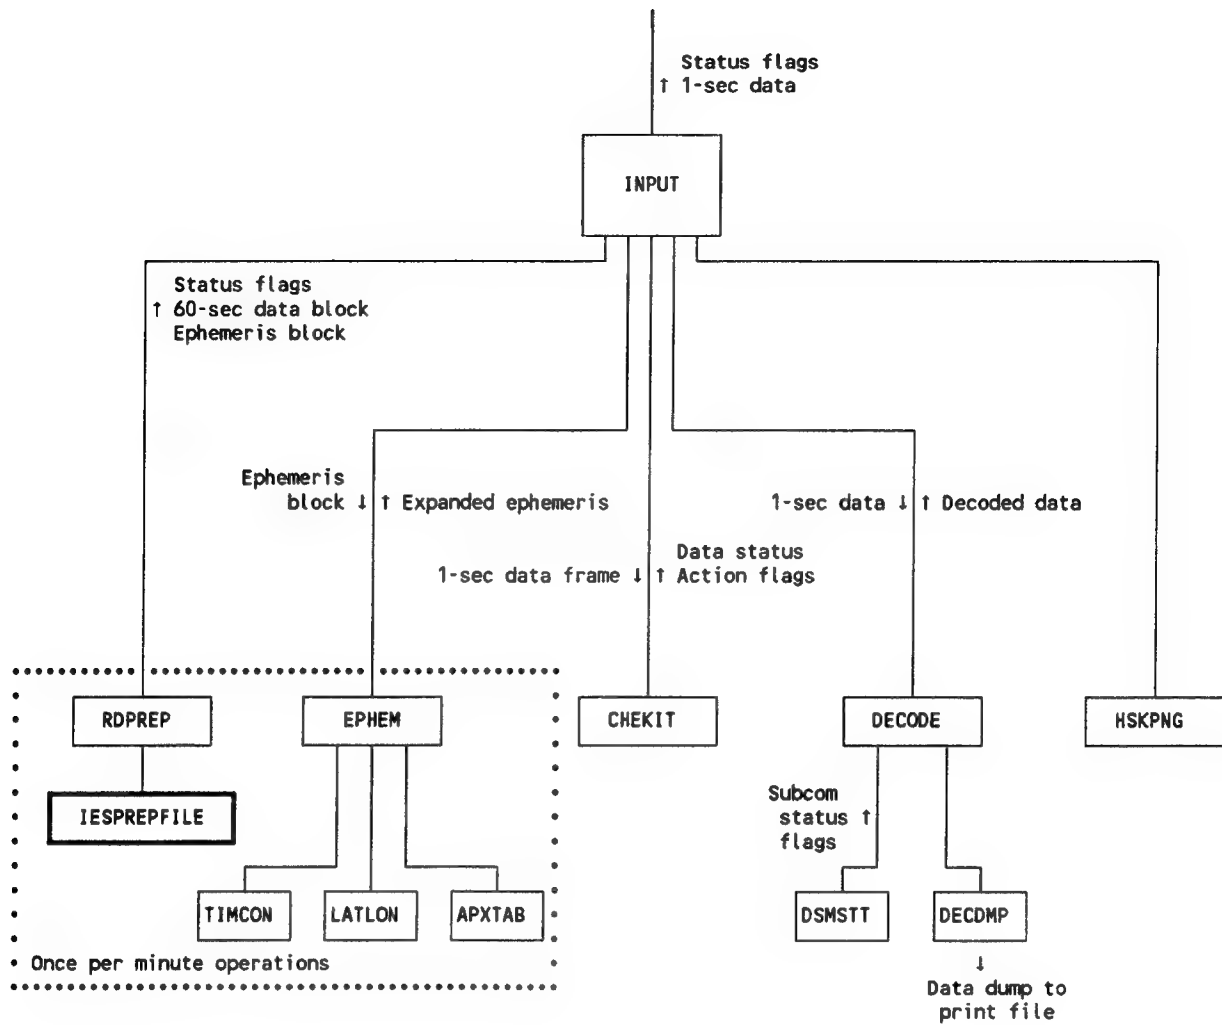 Status flags
↑ 1-sec data
INPUT
Status flags
↑ 60-sec data block
Ephemeris block
Ephemeris
block ↓ ↑ Expanded ephemeris
1-sec data ↓ ↑ Decoded data
Data status
1-sec data frame ↓ ↑ Action flags
RDPREP
EPHEM
CHEKIT
DECODE
HSKPNG
IESPREPFILE
Subcom
status ↑
flags
TIMCON
LATLON
APXTAB
DSMSTT
DECDMP
Once per minute operations
↓
Data dump to
print file